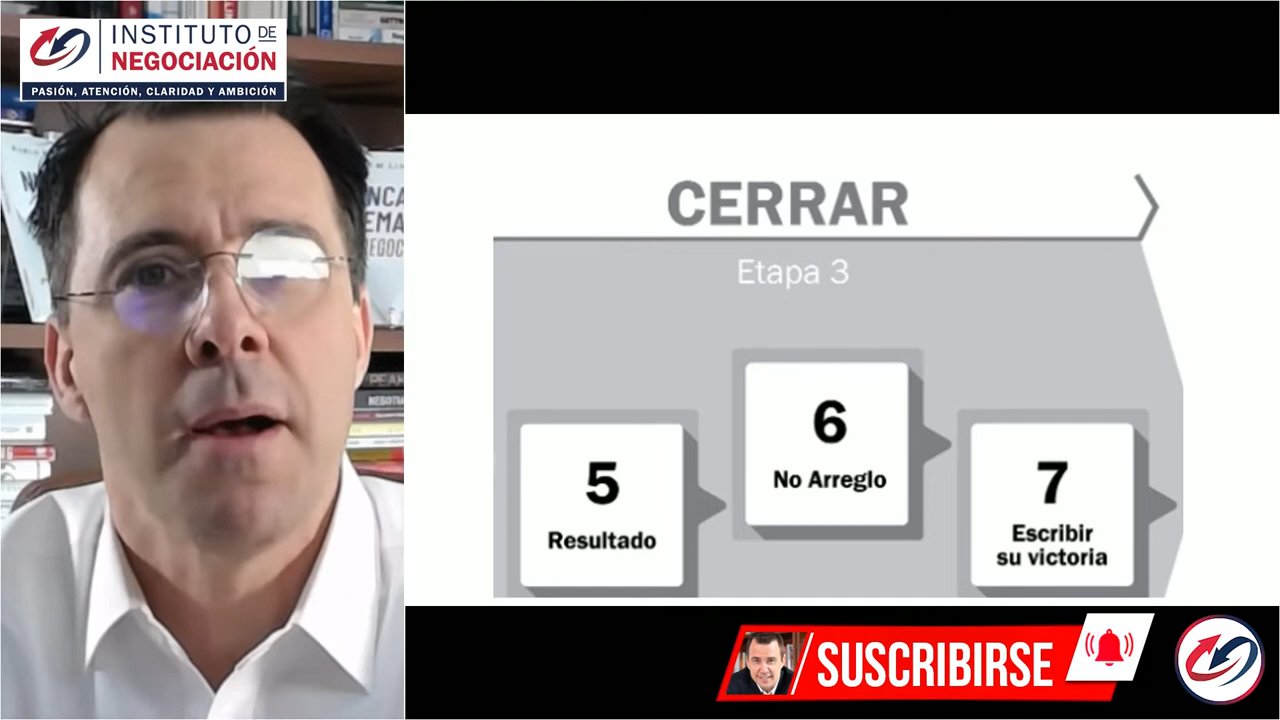 INSTITUTO DE
NEGOCIACIÓN
PASIÓN, ATENCIÓN, CLARIDAD Y AMBICIÓN
CERRAR
Etapa 3
5
Resultado
6
No Arreglo
7
Escribir
su victoria
SUSCRIBIRSE